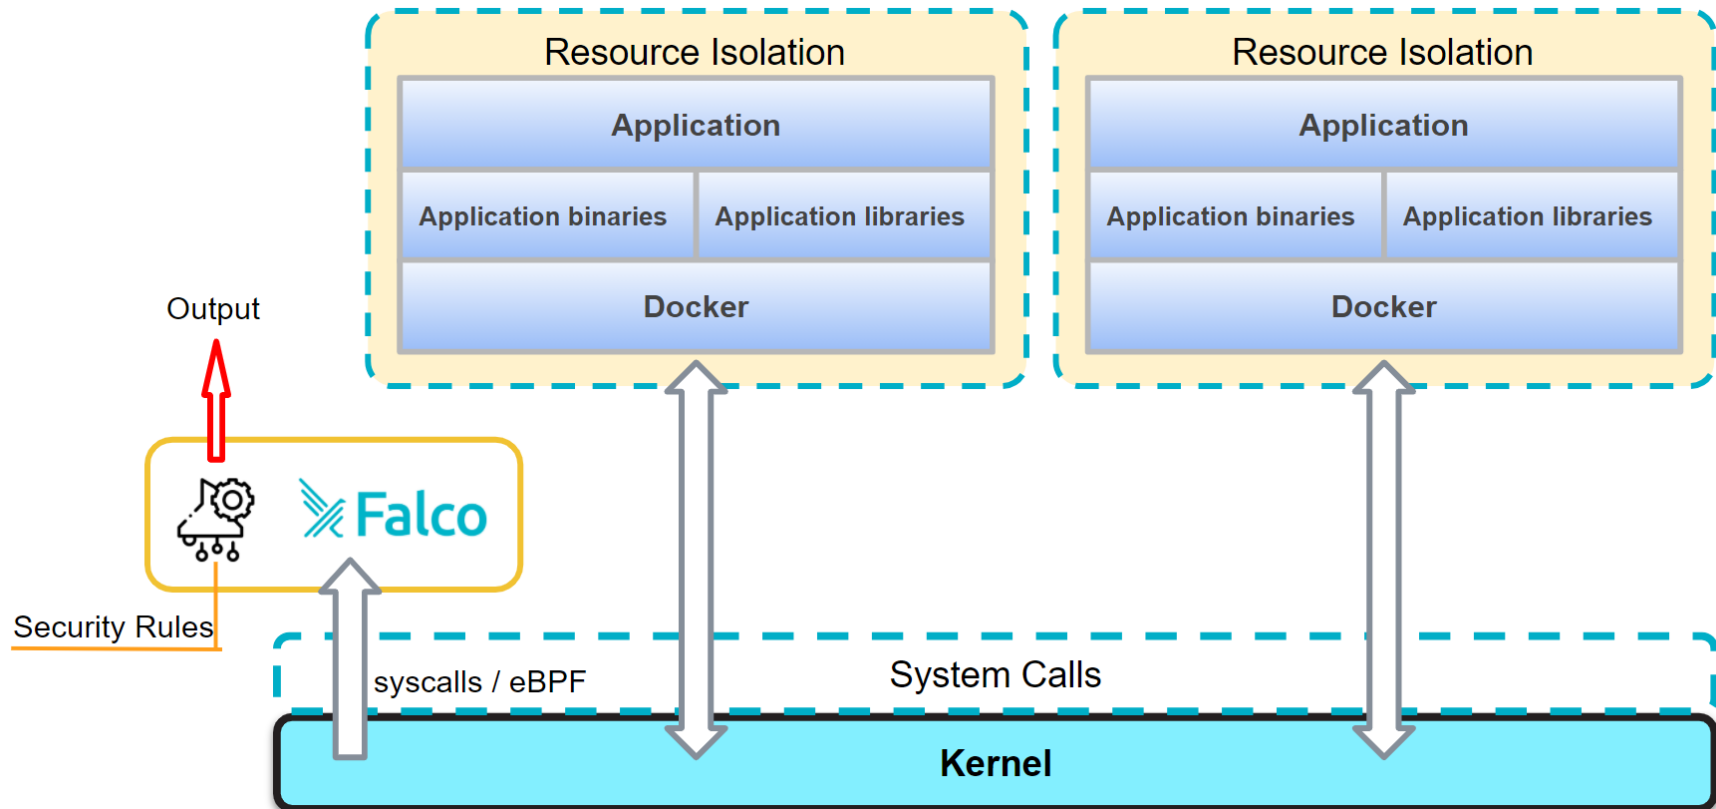 Resource Isolation
Application
Application binaries
Application libraries
Docker
Resource Isolation
Application
Application binaries
Application libraries
Docker
Output
Falco
Security Rules
syscalls / eBPF
System Calls
Kernel